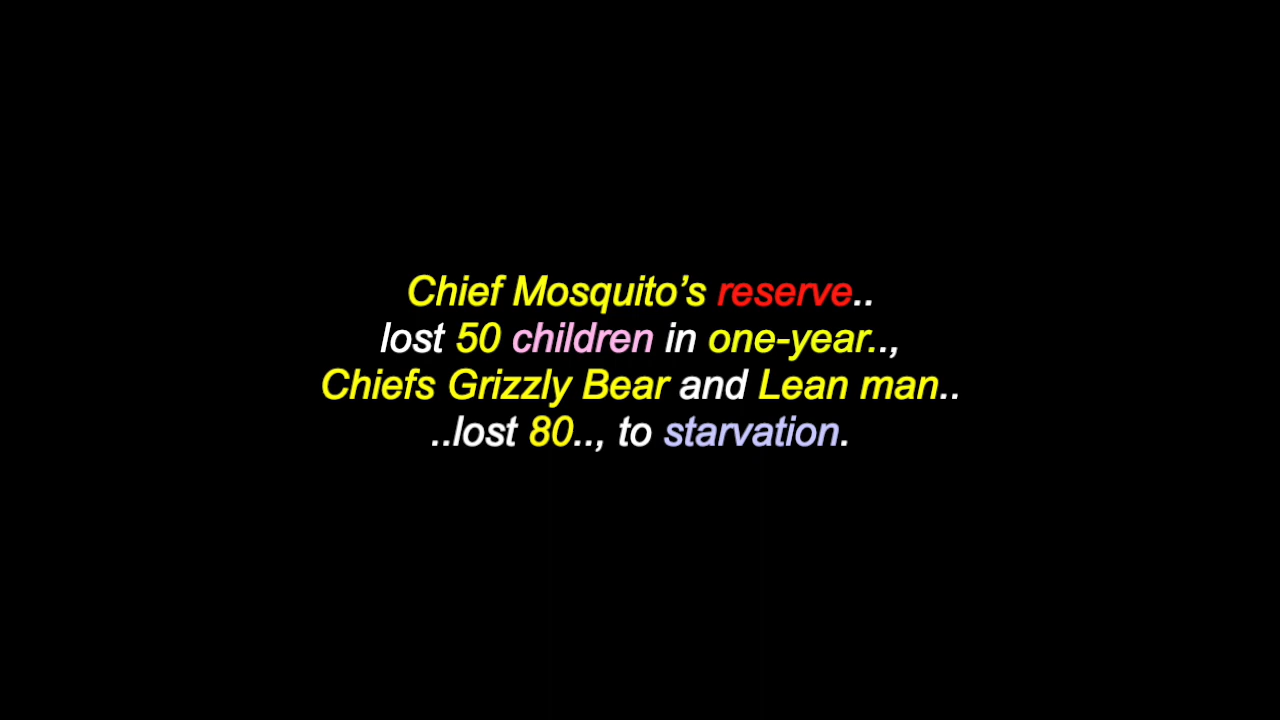 Chief Mosquito’s reserve..
lost 50 children in one-year..,
Chiefs Grizzly Bear and Lean man..
..lost 80.., to starvation.